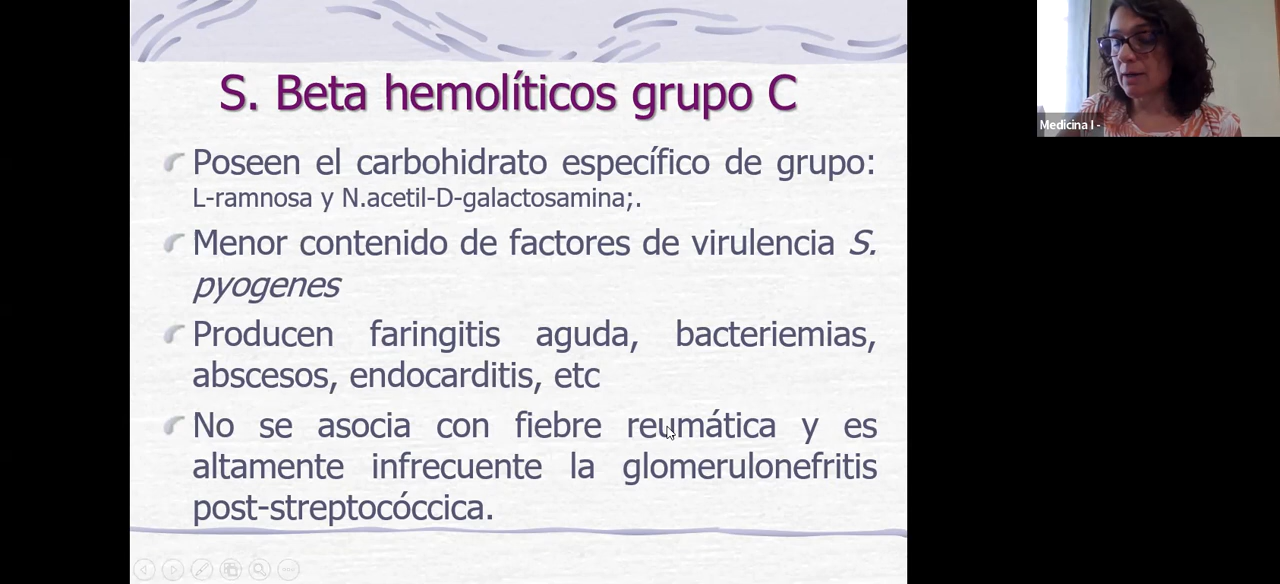 S. Beta hemolíticos grupo C
Poseen el carbohidrato específico de grupo:
L-ramnosa y N.acetil-D-galactosamina;.
Menor contenido de factores de virulencia S.
pyogenes
Producen faringitis aguda, bacteriemias,
abscesos, endocarditis, etc
No se asocia con fiebre reumática y es
altamente infrecuente la glomerulonefritis
post-streptocóccica.
Medicina I -